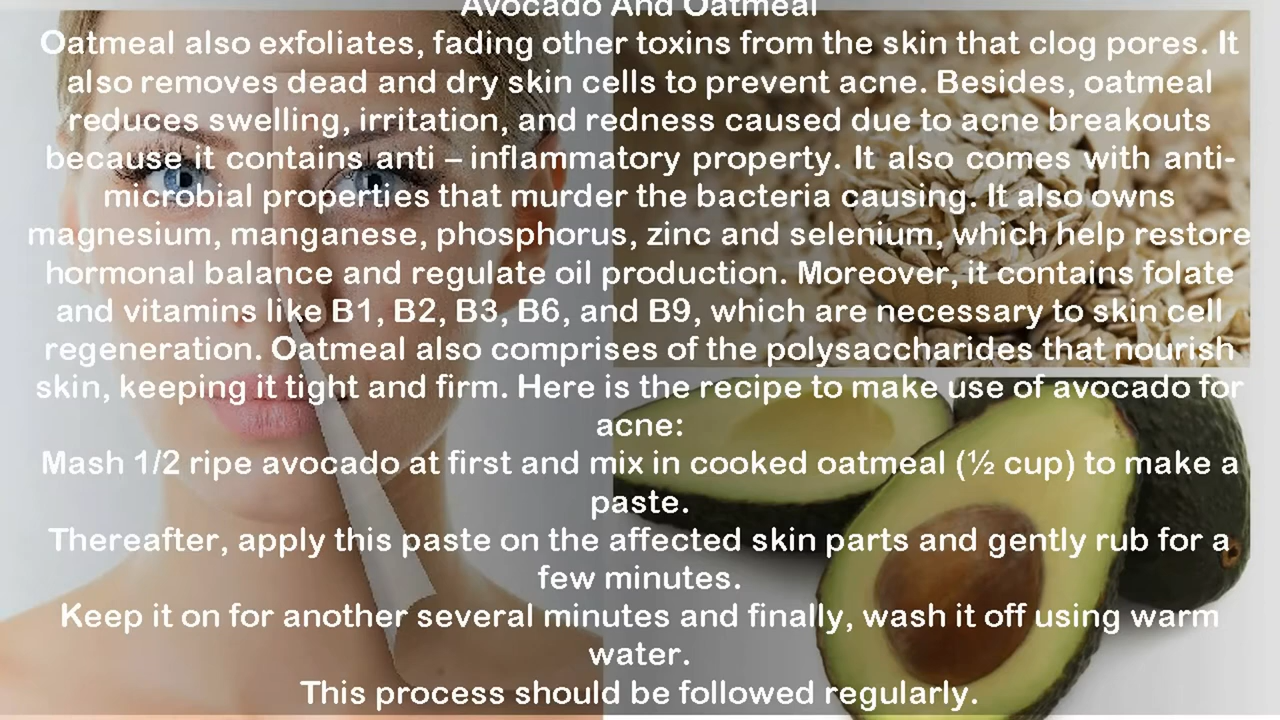 Avocado And Oatmeal
Oatmeal also exfoliates, fading other toxins from the skin that clog pores. It
also removes dead and dry skin cells to prevent acne. Besides, oatmeal
reduces swelling, irritation, and redness caused due to acne breakouts
because it contains anti – inflammatory property. It also comes with anti-
microbial properties that murder the bacteria causing. It also owns
magnesium, manganese, phosphorus, zinc and selenium, which help restore
hormonal balance and regulate oil production. Moreover, it contains folate
and vitamins like B1, B2, B3, B6, and B9, which are necessary to skin cell
regeneration. Oatmeal also comprises of the polysaccharides that nourish
skin, keeping it tight and firm. Here is the recipe to make use of avocado for
acne:
Mash 1/2 ripe avocado at first and mix in cooked oatmeal (½ cup) to make a
paste.
Thereafter, apply this paste on the affected skin parts and gently rub for a
few minutes.
Keep it on for another several minutes and finally, wash it off using warm
water.
This process should be followed regularly.